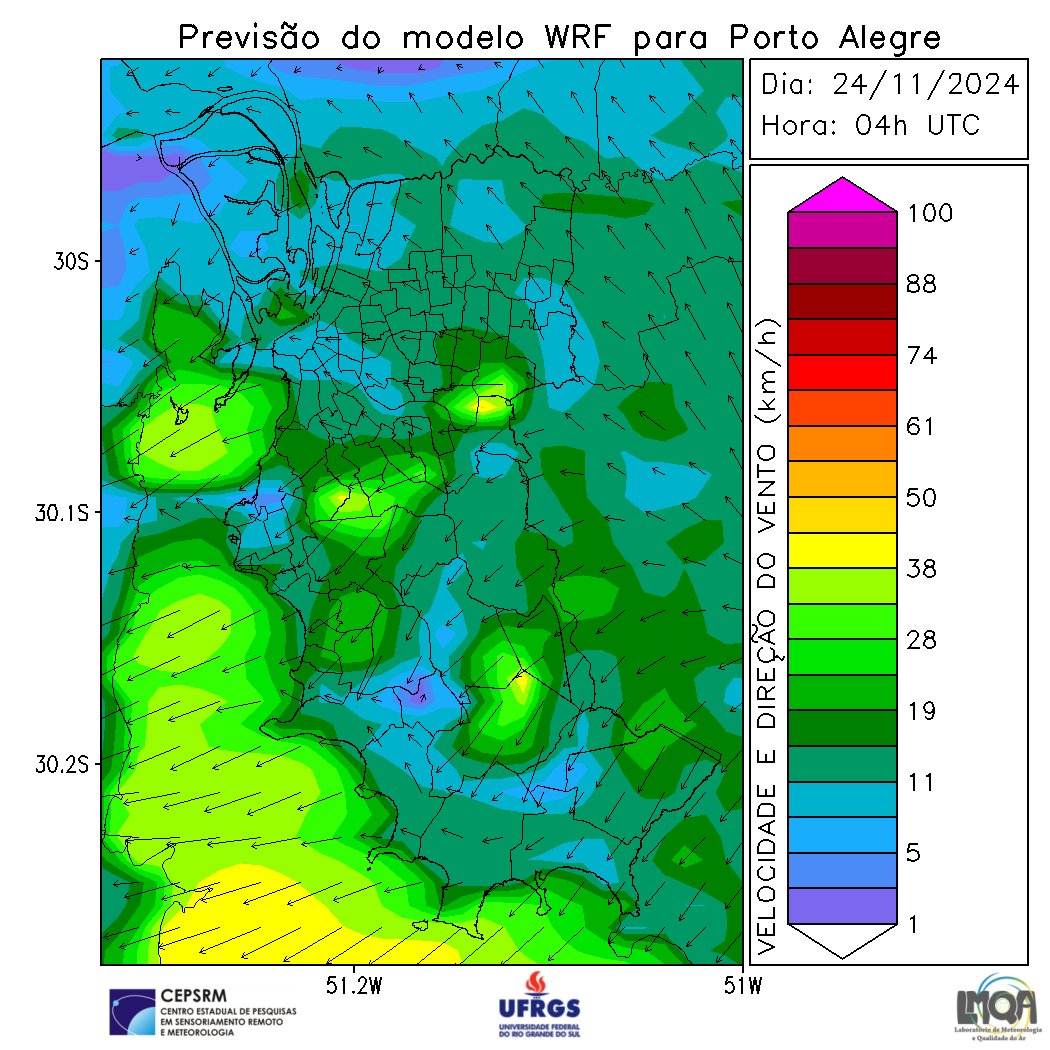 Previsão do modelo WRF para Porto Alegre
Dia: 24/11/2024
Hora: 04h UTC
VELOCIDADE E DIREÇÃO DO VENTO (km/h)
100
88
74
61
50
38
28
19
11
5
1
30S
30.1S
30.2S
51.2W
51W
CEPSRM
CENTRO ESTADUAL DE PESQUISAS
EM SENSORIAMENTO REMOTO
E METEOROLOGIA
UFRGS
UNIVERSIDADE FEDERAL
DO RIO GRANDE DO SUL
LMQA
Laboratório de Meteorologia
e Qualidade do Ar